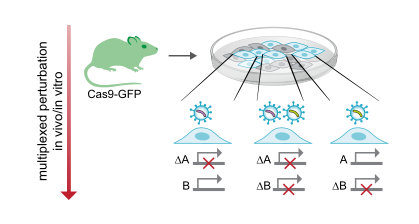 multiplexed perturbation
in vivo/in vitro
Cas9-GFP
ΔA ΔA A
B ΔB ΔB